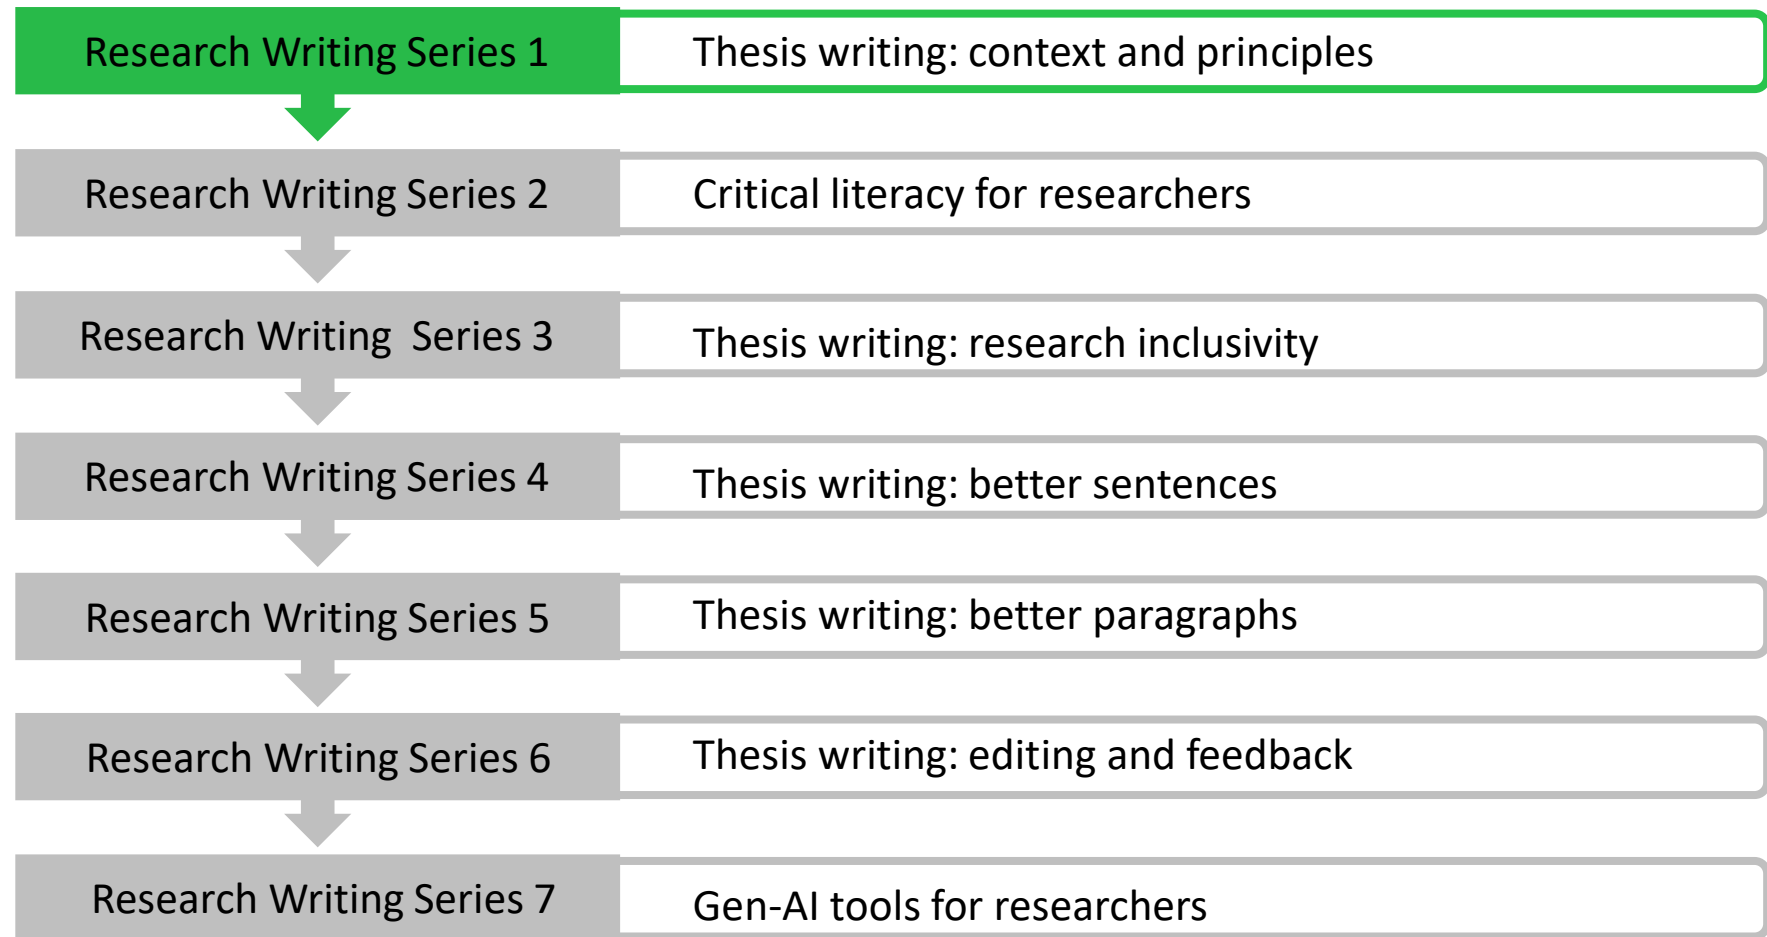 Research Writing Series 1
Thesis writing: context and principles
Research Writing Series 2
Critical literacy for researchers
Research Writing  Series 3
Thesis writing: research inclusivity
Research Writing Series 4
Thesis writing: better sentences
Research Writing Series 5
Thesis writing: better paragraphs
Research Writing Series 6
Thesis writing: editing and feedback
Research Writing Series 7
Gen-AI tools for researchers